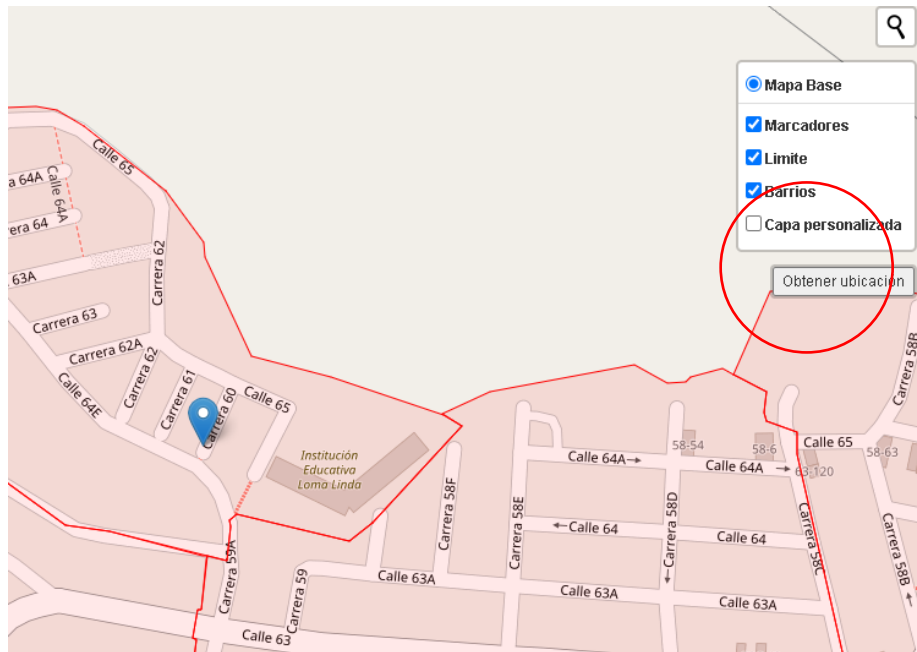 Mapa Base
Marcadores
Limite
Barrios
Capa personalizada
Obtener ubicacion
Calle 65
64A
Calle 64A
64
Carrera 62
63A
Carrera 63
Carrera 62A
Carrera 62
Carrera 61
Carrera 60
Calle 65
Calle 64E
Institución
Educativa
Loma Linda
Carrera 58F
Carrera 58E
Calle 64A→
58-54
58-6
Calle 64A
63-120
Calle 65
58-63
Carrera 58B
←Calle 64
Carrera 58D
Calle 64
Carrera 58C
Carrera 58B
Carrera 59A
Carrera 59
Calle 63A
Calle 63A
Calle 63A
Calle 63